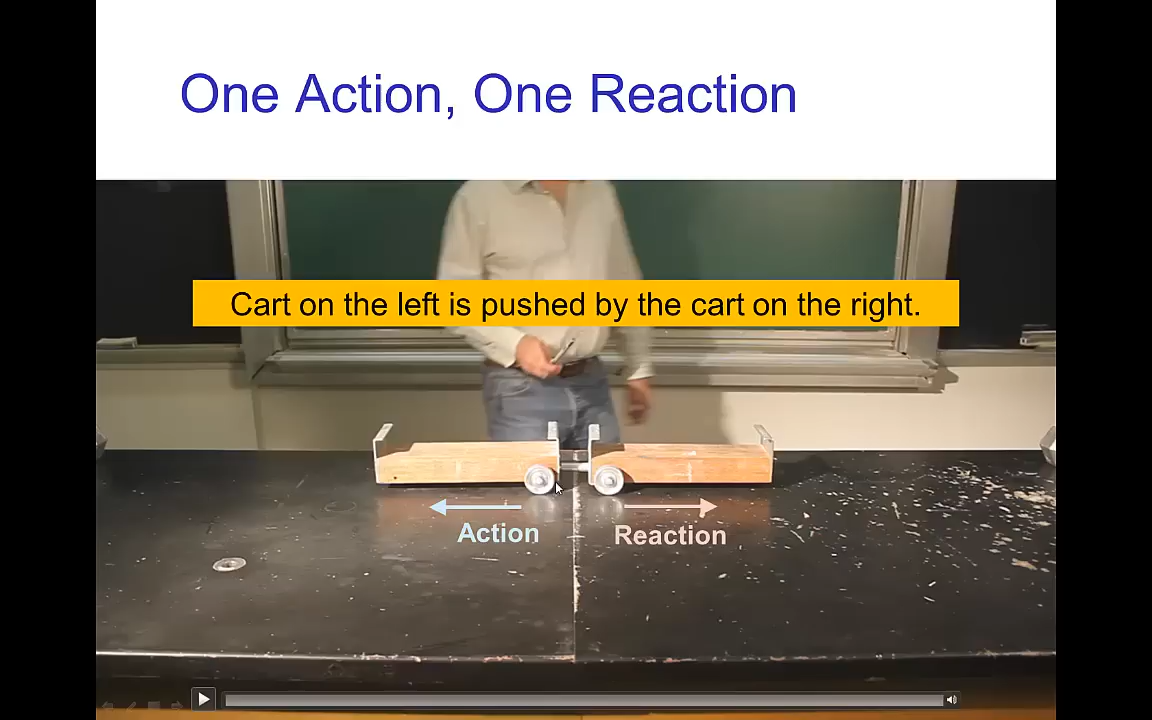 One Action, One Reaction
Cart on the left is pushed by the cart on the right.
Action
Reaction